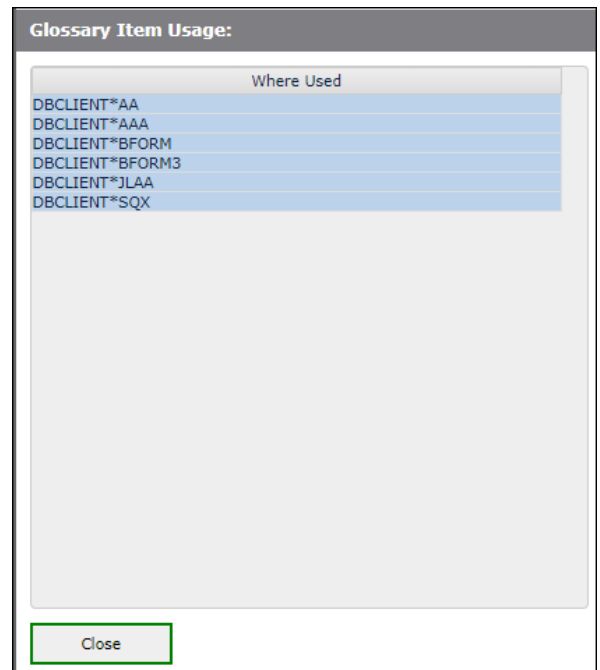 Glossary Item Usage:
Where Used
DBCLIENT*AA
DBCLIENT*AAA
DBCLIENT*BFORM
DBCLIENT*BFORM3
DBCLIENT*JLAA
DBCLIENT*SQX
Close